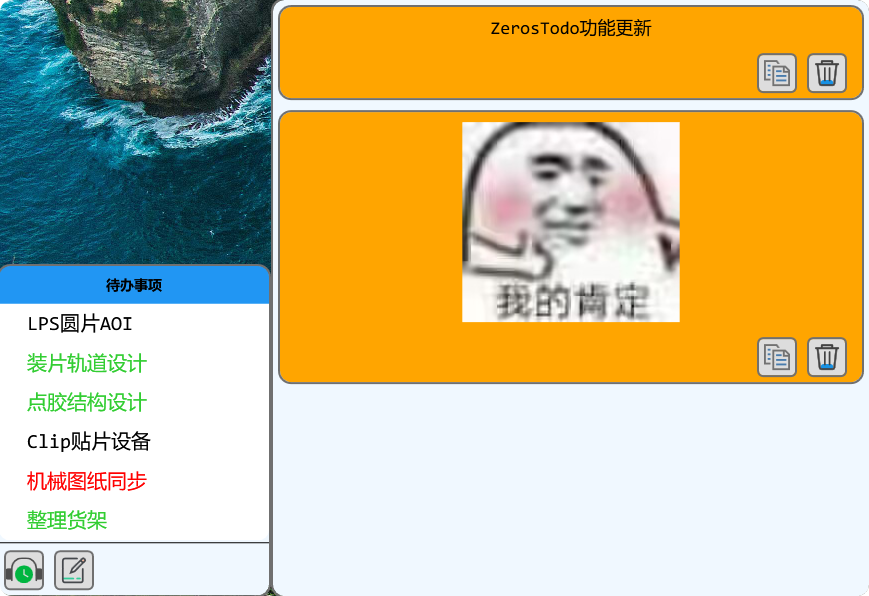 待办事项
LPS圆片AOI
装片轨道设计
点胶结构设计
Clip贴片设备
机械图纸同步
整理货架
ZerosTodo功能更新
我的肯定